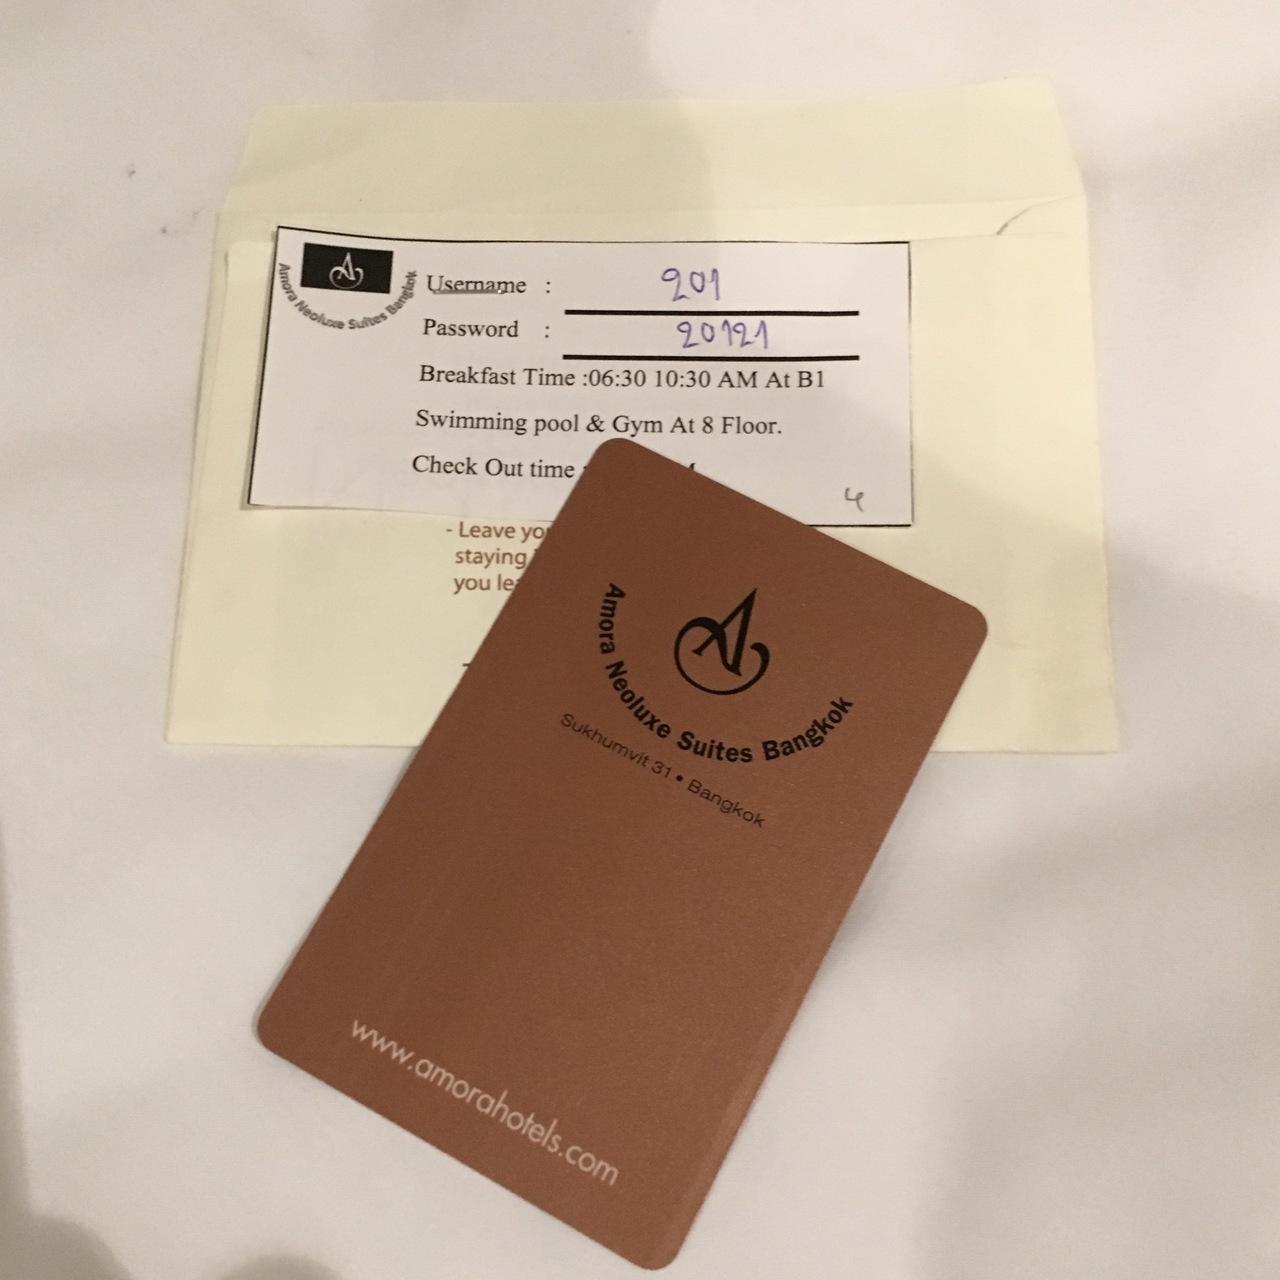 Amora Neoluxe Suites Bangkok
Username : 201
Password : 20121
Breakfast Time :06:30 10:30 AM At B1
Swimming pool & Gym At 8 Floor.
Check Out time
4
- Leave
staying
you
Amora Neoluxe Suites Bangkok
Sukhumvit 31 • Bangkok
www.amorahotels.com